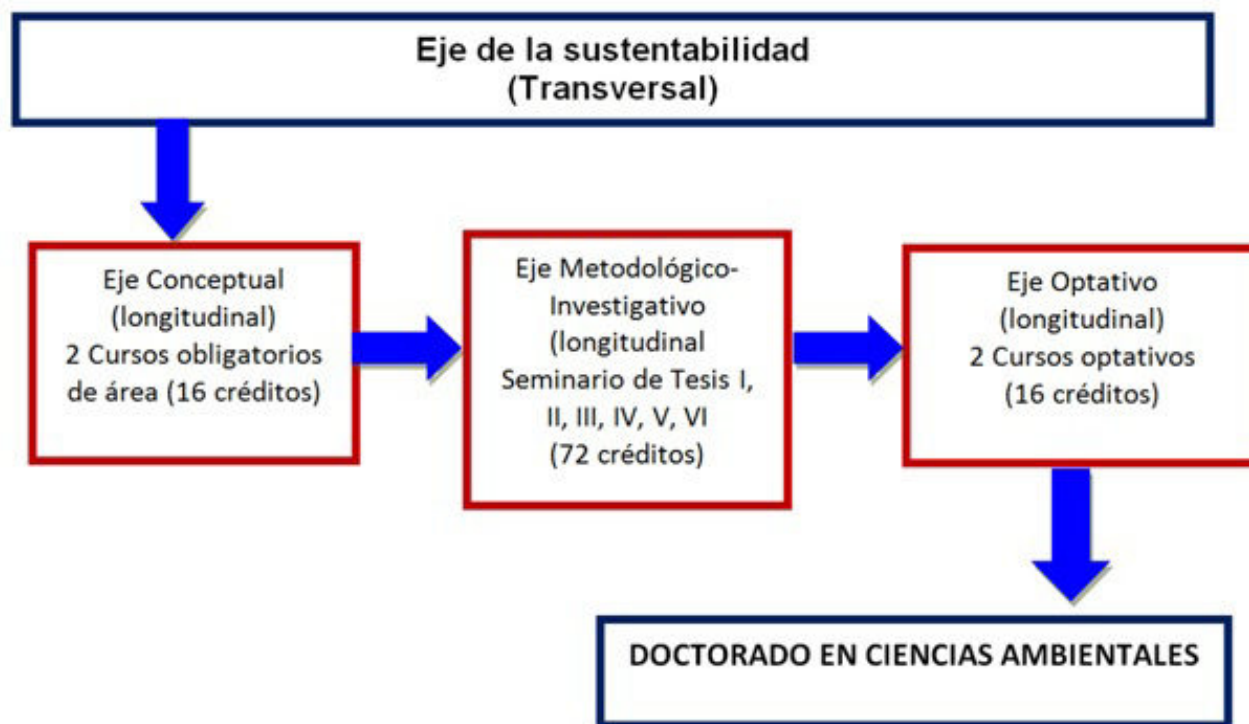 Eje de la sustentabilidad
(Transversal)
Eje Conceptual
(longitudinal)
2 Cursos obligatorios
de área (16 créditos)
Eje Metodológico-
Investigativo
(longitudinal
Seminario de Tesis I,
II, III, IV, V, VI
(72 créditos)
Eje Optativo
(longitudinal)
2 Cursos optativos
(16 créditos)
DOCTORADO EN CIENCIAS AMBIENTALES